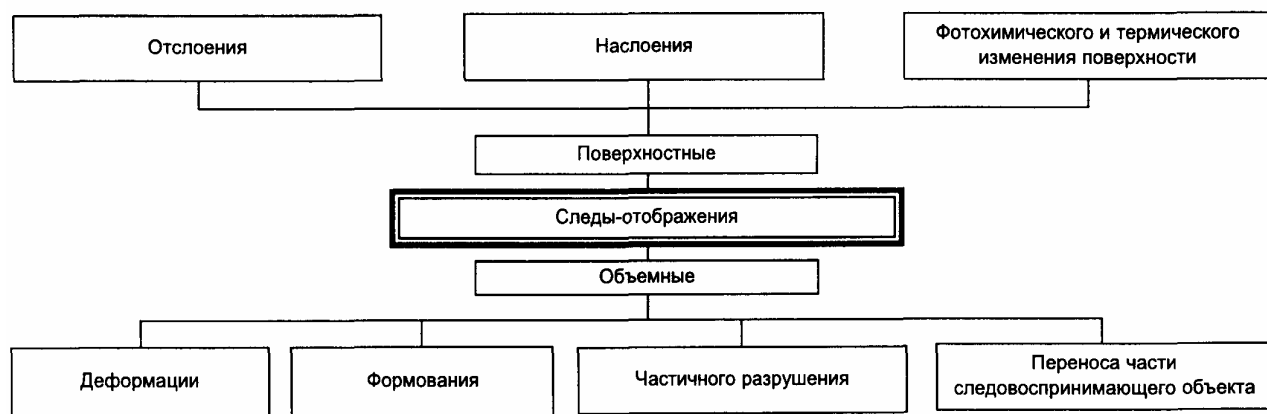 Отслоения
Наслоения
Фотохимического и термического
изменения поверхности
Поверхностные
Следы-отображения
Объемные
Деформации
Формования
Частичного разрушения
Переноса части
следовоспринимающего объекта